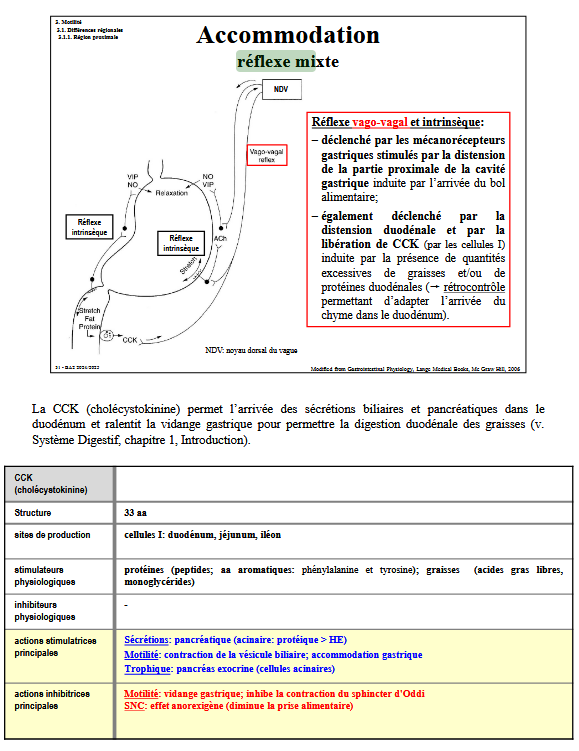 3. Motilité
3.1. Différences régionales
3.1.1. Région proximale
Accommodation
réflexe mixte
NDV
Vago-vagal
reflex
VIP
NO
NO
VIP
Relaxation
Réflexe
intrinsèque
Réflexe
intrinsèque
ACh
Stretch
Stretch
Fat
Protein
CCK
NDV: noyau dorsal du vague
Réflexe vago-vagal et intrinsèque:
– déclenché par les mécanorécepteurs
gastriques stimulés par la distension
de la partie proximale de la cavité
gastrique induite par l’arrivée du bol
alimentaire;
– également déclenché par la
distension duodénale et par la
libération de CCK (par les cellules I)
induite par la présence de quantités
excessives de graisses et/ou de
protéines duodénales (→ rétrocontrôle
permettant d’adapter l’arrivée du
chyme dans le duodénum).
51 - BA2 2024/2025
Modified from Gastrointestinal Physiology, Lange Medical Books, Mc Graw Hill, 2006
La CCK (cholécystokinine) permet l’arrivée des sécrétions biliaires et pancréatiques dans le
duodénum et ralentit la vidange gastrique pour permettre la digestion duodénale des graisses (v.
Système Digestif, chapitre 1, Introduction).
CCK
(cholécystokinine)
Structure
33 aa
sites de production
cellules I: duodénum, jéjunum, iléon
stimulateurs
physiologiques
protéines (peptides; aa aromatiques: phénylalanine et tyrosine); graisses (acides gras libres,
monoglycérides)
inhibiteurs
physiologiques
-
actions stimulatrices
principales
Sécrétions: pancréatique (acinaire: protéique > HE)
Motilité: contraction de la vésicule biliaire; accommodation gastrique
Trophique: pancréas exocrine (cellules acinaires)
actions inhibitrices
principales
Motilité: vidange gastrique; inhibe la contraction du sphincter d’Oddi
SNC: effet anorexigène (diminue la prise alimentaire)